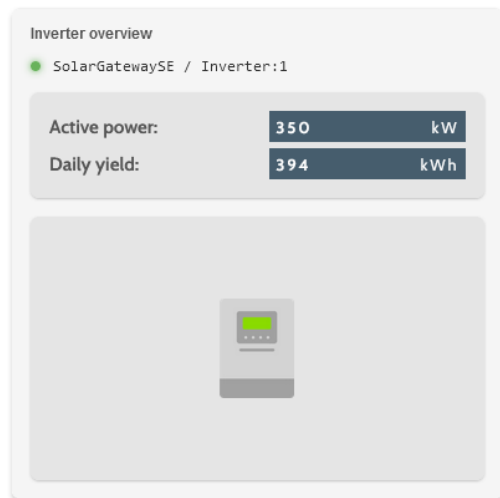 Inverter overview
SolarGatewaySE / Inverter:1
Active power: 350 kW
Daily yield: 394 kWh